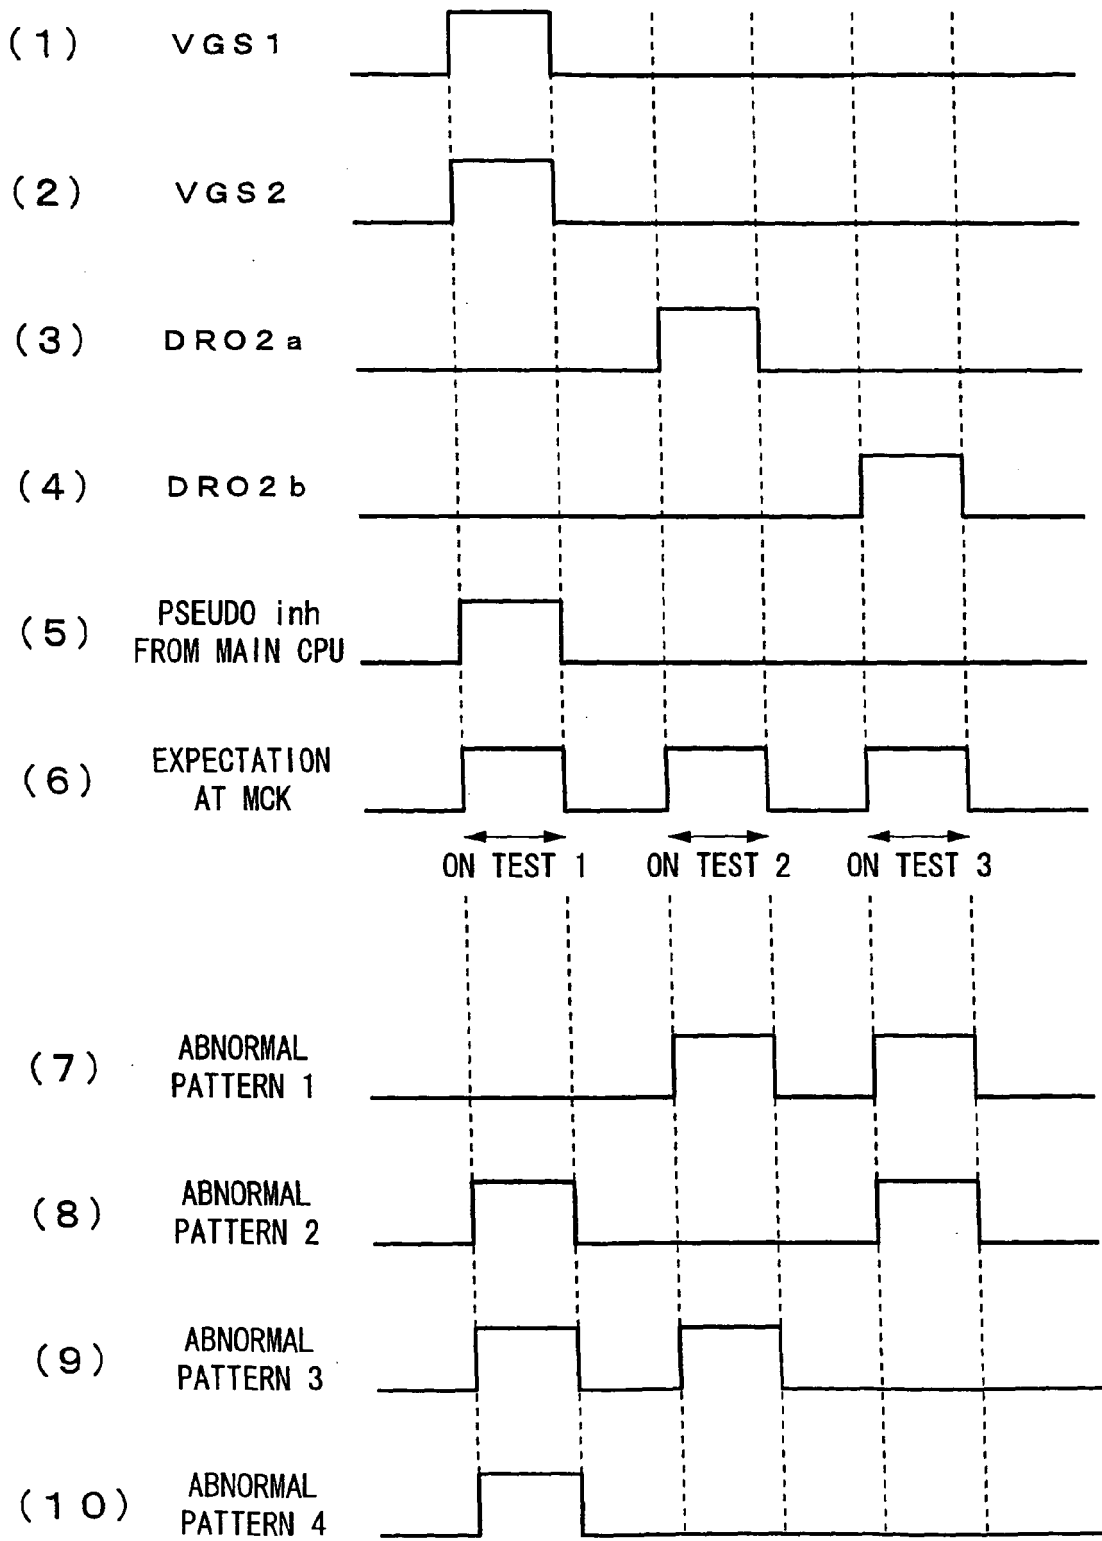 (1) VGS1
(2) VGS2
(3) DRO2a
(4) DRO2b
(5) PSEUDO inh
FROM MAIN CPU
(6) EXPECTATION
AT MCK
ON TEST 1 ON TEST 2 ON TEST 3
(7) ABNORMAL
PATTERN 1
(8) ABNORMAL
PATTERN 2
(9) ABNORMAL
PATTERN 3
(10) ABNORMAL
PATTERN 4